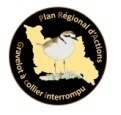 Plan Régional d'Actions
Gravelot à collier interrompu